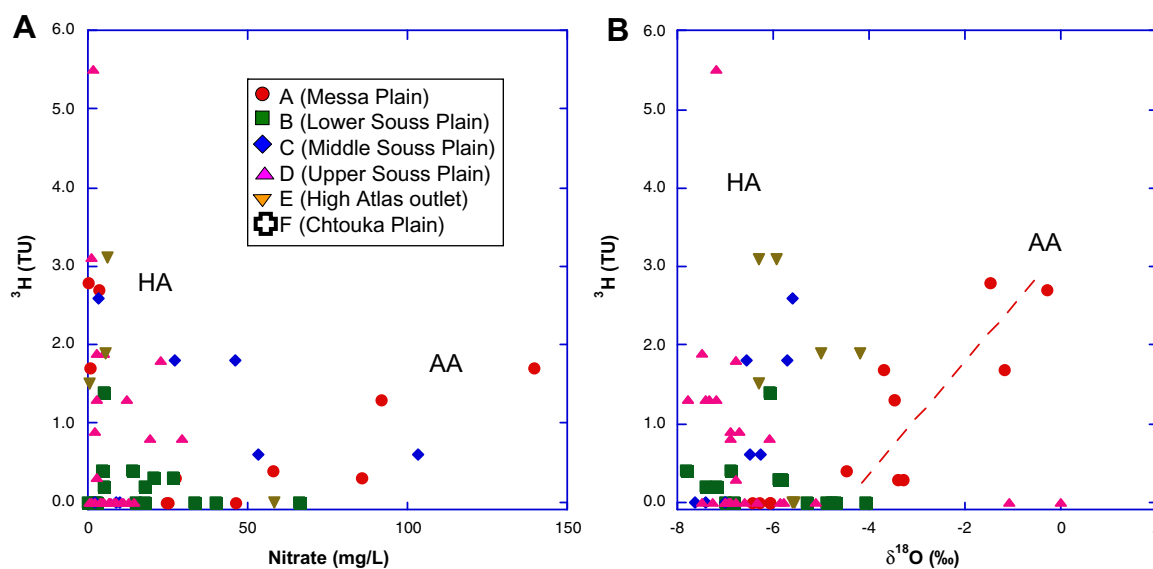 A
6.0
5.0
4.0
3.0
2.0
1.0
0.0
³H (TU)
0
50
100
150
Nitrate (mg/L)
A (Messa Plain)
B (Lower Souss Plain)
C (Middle Souss Plain)
D (Upper Souss Plain)
E (High Atlas outlet)
F (Chtouka Plain)
HA
AA
B
6.0
5.0
4.0
3.0
2.0
1.0
0.0
³H (TU)
-8
-6
-4
-2
0
δ¹⁸O (‰)
HA
AA